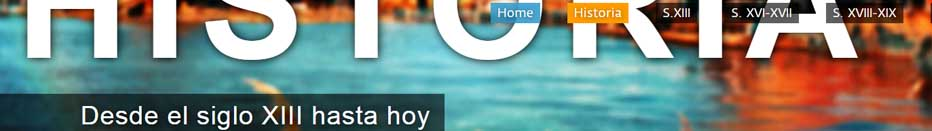 Home Historia S.XIII S. XVI-XVII S. XVIII-XIX
HISTORIA
Desde el siglo XIII hasta hoy